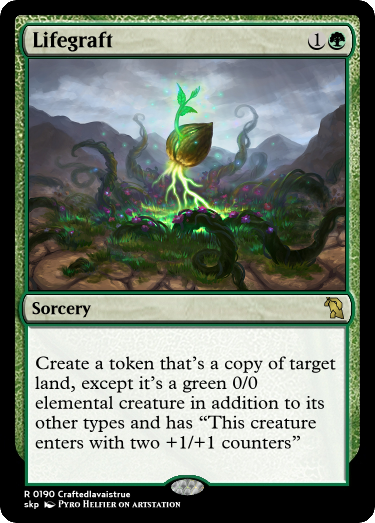 Lifegraft 1
Sorcery
Create a token that's a copy of target
land, except it's a green 0/0
elemental creature in addition to its
other types and has “This creature
enters with two +1/+1 counters”
R 0190 Craftedlavaistrue
skp Pyro Helfier on artstation